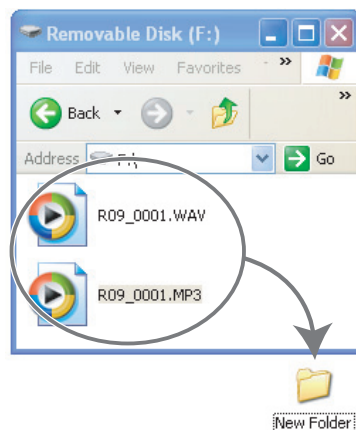 Removable Disk (F:)
File Edit View Favorites »
Back »
Address F:\ Go
R09_0001.WAV
R09_0001.MP3
New Folder